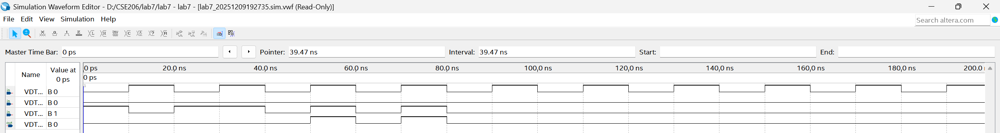 Simulation Waveform Editor - D:/CSE206/lab7/lab7 - lab7 - [lab7_20251209192735.sim.vwf (Read-Only)]
File Edit View Simulation Help
Search altera.com
Master Time Bar: 0 ps Pointer: 39.47 ns Interval: 39.47 ns Start: End:
Name Value at 0 ps
0 ps 20.0 ns 40.0 ns 60.0 ns 80.0 ns 100.0 ns 120.0 ns 140.0 ns 160.0 ns 180.0 ns 200.0
0 ps
in VDT... B 0
in VDT... B 0
in VDT... B 1
out VDT... B 0